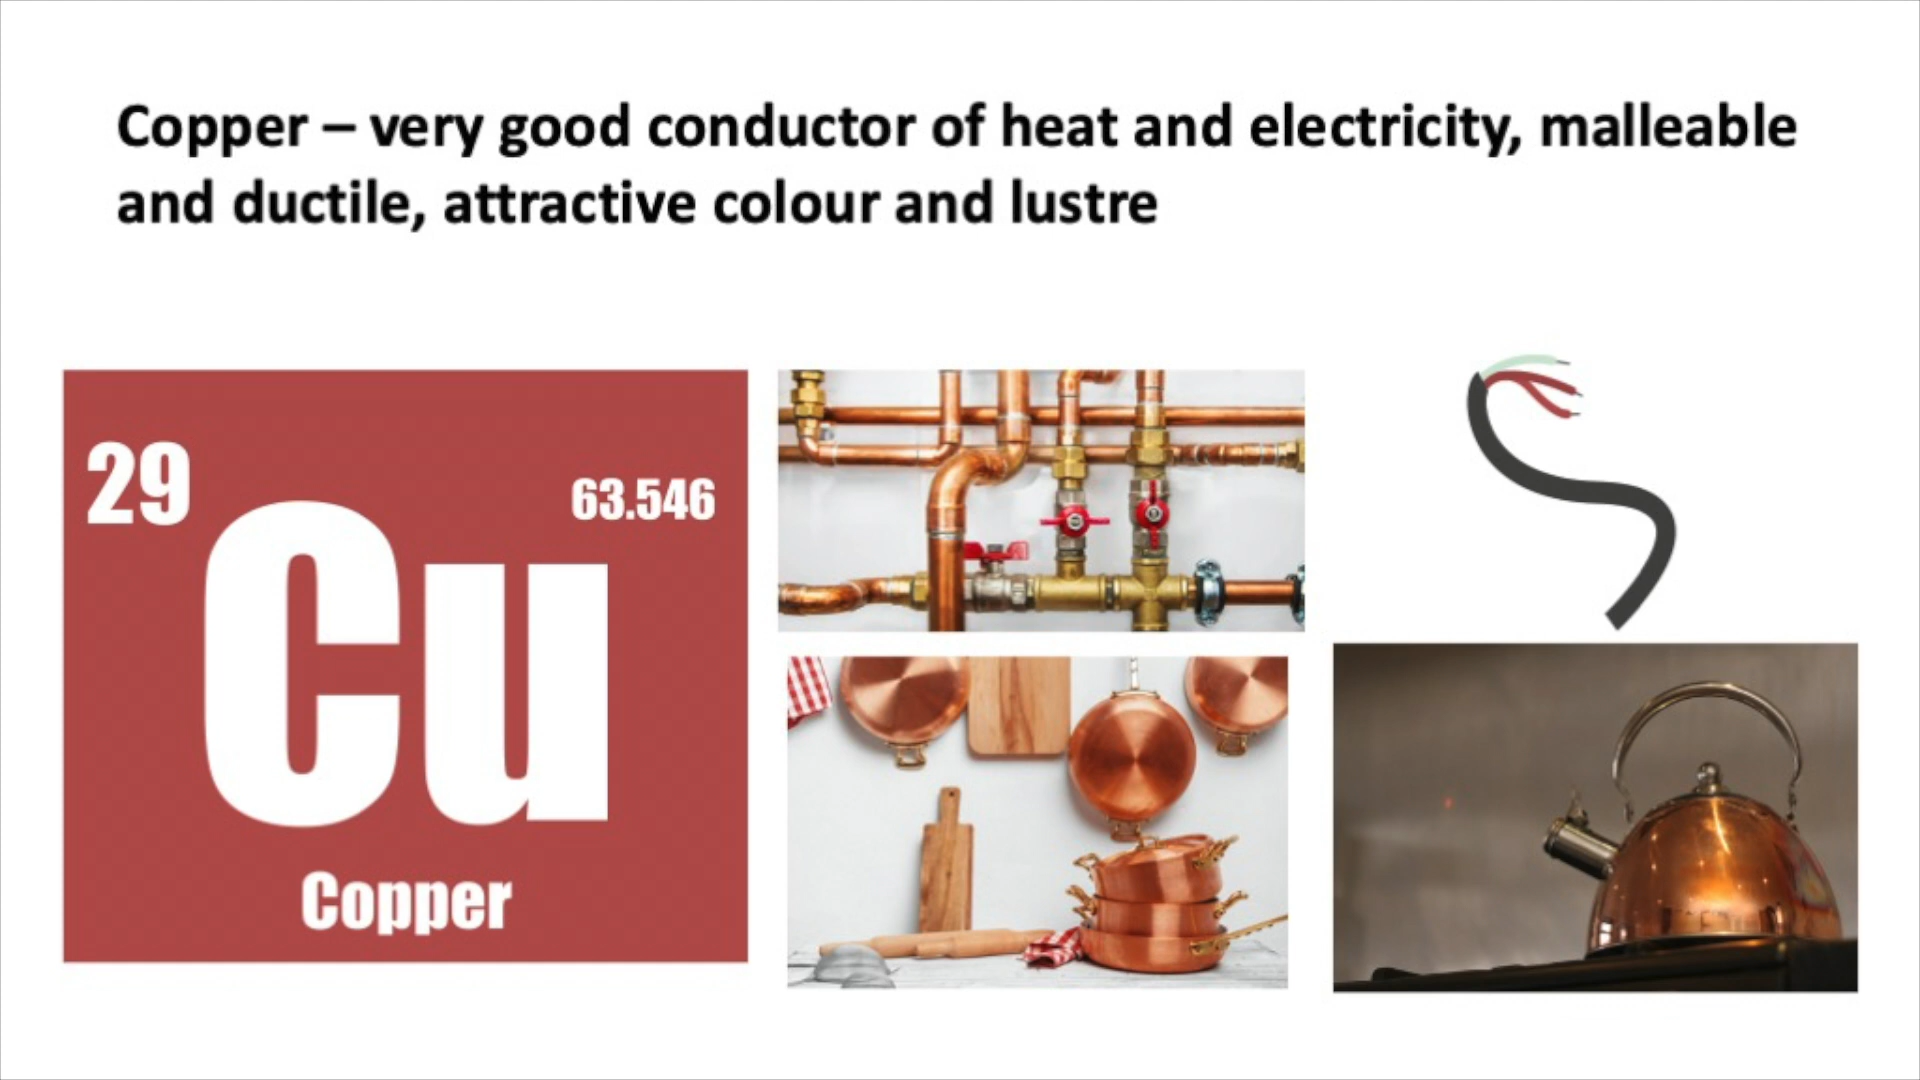 Copper – very good conductor of heat and electricity, malleable
and ductile, attractive colour and lustre
29
63.546
Cu
Copper